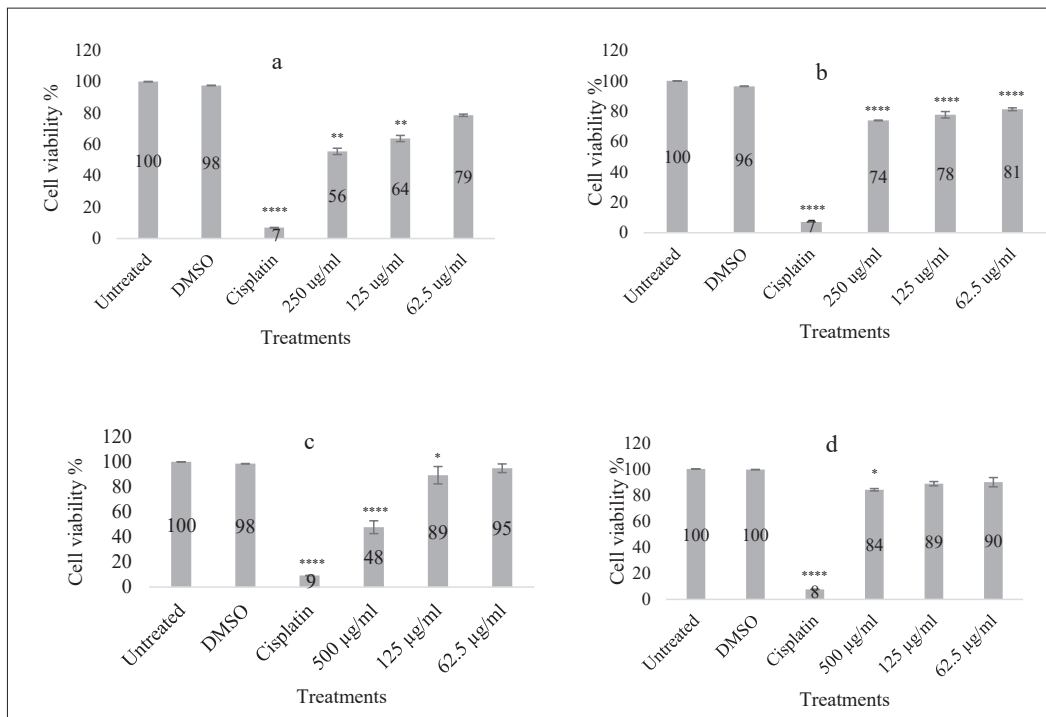 a
Cell viability %
120
100
80
60
40
20
0
**
**
****
100
98
7
56
64
79
Untreated
DMSO
Cisplatin
250 ug/ml
125 ug/ml
62.5 ug/ml
Treatments
b
Cell viability %
120
100
80
60
40
20
0
****
****
****
****
100
96
7
74
78
81
Untreated
DMSO
Cisplatin
250 ug/ml
125 ug/ml
62.5 ug/ml
Treatments
c
Cell viability %
120
100
80
60
40
20
0
*
****
****
100
98
9
48
89
95
Untreated
DMSO
Cisplatin
500 µg/ml
125 µg/ml
62.5 µg/ml
Treatments
d
Cell viability %
120
100
80
60
40
20
0
*
****
100
100
8
84
89
90
Untreated
DMSO
Cisplatin
500 µg/ml
125 µg/ml
62.5 µg/ml
Treatments